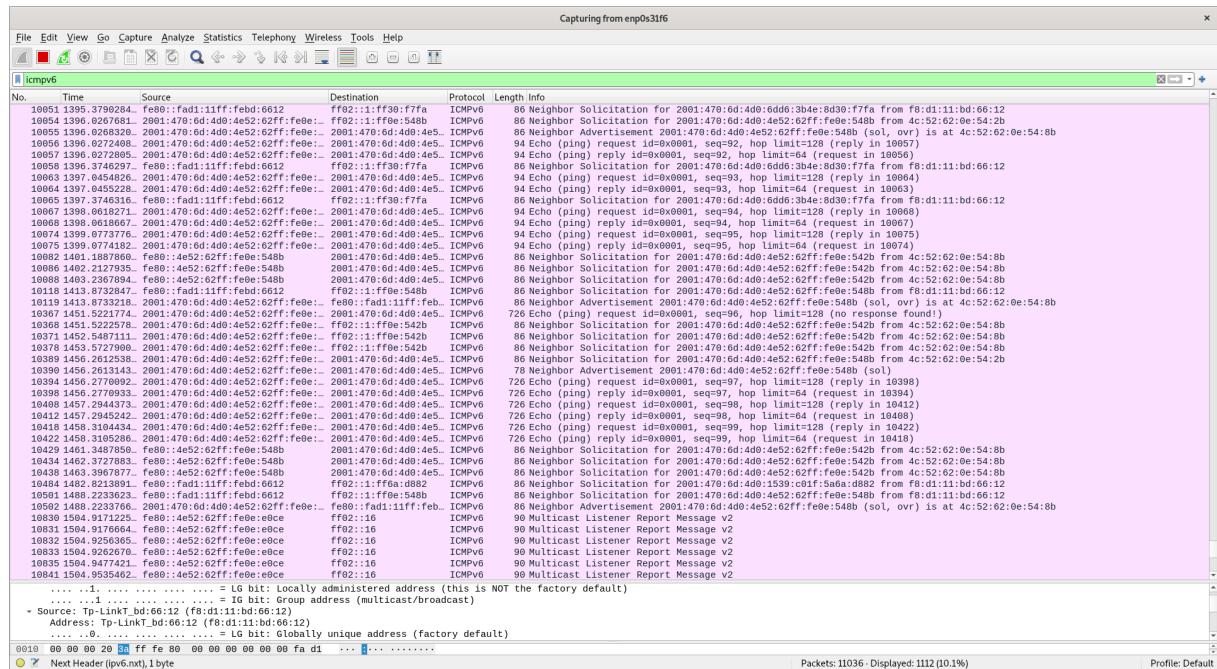 Capturing from enp0s31f6
File Edit View Go Capture Analyze Statistics Telephony Wireless Tools Help
icmpv6
No. Time Source Destination Protocol Length Info
10051 1395.3790284… fe80::fad1:11ff:febd:6612 ff02::1:ff30:f7fa ICMPv6 86 Neighbor Solicitation for 2001:470:6d:4d0:6dd6:3b4e:8d30:f7fa from f8:d1:11:bd:66:12
10054 1396.0267681… 2001:470:6d:4d0:4e52:62ff:fe0e:… ff02::1:ff0e:548b ICMPv6 86 Neighbor Solicitation for 2001:470:6d:4d0:4e52:62ff:fe0e:548b from 4c:52:62:0e:54:2b
10055 1396.0268320… 2001:470:6d:4d0:4e52:62ff:fe0e:… 2001:470:6d:4d0:4e5… ICMPv6 86 Neighbor Advertisement 2001:470:6d:4d0:4e52:62ff:fe0e:548b (sol, ovr) is at 4c:52:62:0e:54:8b
10056 1396.0272408… 2001:470:6d:4d0:4e52:62ff:fe0e:… 2001:470:6d:4d0:4e5… ICMPv6 94 Echo (ping) request id=0x0001, seq=92, hop limit=128 (reply in 10057)
10057 1396.0272805… 2001:470:6d:4d0:4e52:62ff:fe0e:… 2001:470:6d:4d0:4e5… ICMPv6 94 Echo (ping) reply id=0x0001, seq=92, hop limit=64 (request in 10056)
10058 1396.3746297… fe80::fad1:11ff:febd:6612 ff02::1:ff30:f7fa ICMPv6 86 Neighbor Solicitation for 2001:470:6d:4d0:6dd6:3b4e:8d30:f7fa from f8:d1:11:bd:66:12
10063 1397.0454826… 2001:470:6d:4d0:4e52:62ff:fe0e:… 2001:470:6d:4d0:4e5… ICMPv6 94 Echo (ping) request id=0x0001, seq=93, hop limit=128 (reply in 10064)
10064 1397.0455228… 2001:470:6d:4d0:4e52:62ff:fe0e:… 2001:470:6d:4d0:4e5… ICMPv6 94 Echo (ping) reply id=0x0001, seq=93, hop limit=64 (request in 10063)
10065 1397.3746316… fe80::fad1:11ff:febd:6612 ff02::1:ff30:f7fa ICMPv6 86 Neighbor Solicitation for 2001:470:6d:4d0:6dd6:3b4e:8d30:f7fa from f8:d1:11:bd:66:12
10067 1398.0618271… 2001:470:6d:4d0:4e52:62ff:fe0e:… 2001:470:6d:4d0:4e5… ICMPv6 94 Echo (ping) request id=0x0001, seq=94, hop limit=128 (reply in 10068)
10068 1398.0618667… 2001:470:6d:4d0:4e52:62ff:fe0e:… 2001:470:6d:4d0:4e5… ICMPv6 94 Echo (ping) reply id=0x0001, seq=94, hop limit=64 (request in 10067)
10074 1399.0773776… 2001:470:6d:4d0:4e52:62ff:fe0e:… 2001:470:6d:4d0:4e5… ICMPv6 94 Echo (ping) request id=0x0001, seq=95, hop limit=128 (reply in 10075)
10075 1399.0774182… 2001:470:6d:4d0:4e52:62ff:fe0e:… 2001:470:6d:4d0:4e5… ICMPv6 94 Echo (ping) reply id=0x0001, seq=95, hop limit=64 (request in 10074)
10082 1401.1887860… fe80::4e52:62ff:fe0e:548b 2001:470:6d:4d0:4e5… ICMPv6 86 Neighbor Solicitation for 2001:470:6d:4d0:4e52:62ff:fe0e:542b from 4c:52:62:0e:54:8b
10086 1402.2127935… fe80::4e52:62ff:fe0e:548b 2001:470:6d:4d0:4e5… ICMPv6 86 Neighbor Solicitation for 2001:470:6d:4d0:4e52:62ff:fe0e:542b from 4c:52:62:0e:54:8b
10088 1403.2367894… fe80::4e52:62ff:fe0e:548b 2001:470:6d:4d0:4e5… ICMPv6 86 Neighbor Solicitation for 2001:470:6d:4d0:4e52:62ff:fe0e:542b from 4c:52:62:0e:54:8b
10118 1413.8732847… fe80::fad1:11ff:febd:6612 ff02::1:ff0e:548b ICMPv6 86 Neighbor Solicitation for 2001:470:6d:4d0:4e52:62ff:fe0e:548b from f8:d1:11:bd:66:12
10119 1413.8733218… 2001:470:6d:4d0:4e52:62ff:fe0e:… fe80::fad1:11ff:feb… ICMPv6 86 Neighbor Advertisement 2001:470:6d:4d0:4e52:62ff:fe0e:548b (sol, ovr) is at 4c:52:62:0e:54:8b
10367 1451.5221774… 2001:470:6d:4d0:4e52:62ff:fe0e:… 2001:470:6d:4d0:4e5… ICMPv6 726 Echo (ping) request id=0x0001, seq=96, hop limit=128 (no response found!)
10368 1451.5222578… 2001:470:6d:4d0:4e52:62ff:fe0e:… ff02::1:ff0e:542b ICMPv6 86 Neighbor Solicitation for 2001:470:6d:4d0:4e52:62ff:fe0e:542b from 4c:52:62:0e:54:8b
10371 1452.5487111… 2001:470:6d:4d0:4e52:62ff:fe0e:… ff02::1:ff0e:542b ICMPv6 86 Neighbor Solicitation for 2001:470:6d:4d0:4e52:62ff:fe0e:542b from 4c:52:62:0e:54:8b
10378 1453.5727900… 2001:470:6d:4d0:4e52:62ff:fe0e:… ff02::1:ff0e:542b ICMPv6 86 Neighbor Solicitation for 2001:470:6d:4d0:4e52:62ff:fe0e:542b from 4c:52:62:0e:54:8b
10389 1456.2612538… 2001:470:6d:4d0:4e52:62ff:fe0e:… 2001:470:6d:4d0:4e5… ICMPv6 86 Neighbor Solicitation for 2001:470:6d:4d0:4e52:62ff:fe0e:548b from 4c:52:62:0e:54:2b
10390 1456.2613143… 2001:470:6d:4d0:4e52:62ff:fe0e:… 2001:470:6d:4d0:4e5… ICMPv6 78 Neighbor Advertisement 2001:470:6d:4d0:4e52:62ff:fe0e:548b (sol)
10394 1456.2770092… 2001:470:6d:4d0:4e52:62ff:fe0e:… 2001:470:6d:4d0:4e5… ICMPv6 726 Echo (ping) request id=0x0001, seq=97, hop limit=128 (reply in 10398)
10398 1456.2770933… 2001:470:6d:4d0:4e52:62ff:fe0e:… 2001:470:6d:4d0:4e5… ICMPv6 726 Echo (ping) reply id=0x0001, seq=97, hop limit=64 (request in 10394)
10408 1457.2944373… 2001:470:6d:4d0:4e52:62ff:fe0e:… 2001:470:6d:4d0:4e5… ICMPv6 726 Echo (ping) request id=0x0001, seq=98, hop limit=128 (reply in 10412)
10412 1457.2945242… 2001:470:6d:4d0:4e52:62ff:fe0e:… 2001:470:6d:4d0:4e5… ICMPv6 726 Echo (ping) reply id=0x0001, seq=98, hop limit=64 (request in 10408)
10418 1458.3104434… 2001:470:6d:4d0:4e52:62ff:fe0e:… 2001:470:6d:4d0:4e5… ICMPv6 726 Echo (ping) request id=0x0001, seq=99, hop limit=128 (reply in 10422)
10422 1458.3105286… 2001:470:6d:4d0:4e52:62ff:fe0e:… 2001:470:6d:4d0:4e5… ICMPv6 726 Echo (ping) reply id=0x0001, seq=99, hop limit=64 (request in 10418)
10429 1461.3487850… fe80::4e52:62ff:fe0e:548b 2001:470:6d:4d0:4e5… ICMPv6 86 Neighbor Solicitation for 2001:470:6d:4d0:4e52:62ff:fe0e:542b from 4c:52:62:0e:54:8b
10434 1462.3727883… fe80::4e52:62ff:fe0e:548b 2001:470:6d:4d0:4e5… ICMPv6 86 Neighbor Solicitation for 2001:470:6d:4d0:4e52:62ff:fe0e:542b from 4c:52:62:0e:54:8b
10438 1463.3967877… fe80::4e52:62ff:fe0e:548b 2001:470:6d:4d0:4e5… ICMPv6 86 Neighbor Solicitation for 2001:470:6d:4d0:4e52:62ff:fe0e:542b from 4c:52:62:0e:54:8b
10484 1482.8213891… fe80::fad1:11ff:febd:6612 ff02::1:ff6a:d882 ICMPv6 86 Neighbor Solicitation for 2001:470:6d:4d0:1539:c01f:5a6a:d882 from f8:d1:11:bd:66:12
10501 1488.2233623… fe80::fad1:11ff:febd:6612 ff02::1:ff0e:548b ICMPv6 86 Neighbor Solicitation for 2001:470:6d:4d0:4e52:62ff:fe0e:548b from f8:d1:11:bd:66:12
10502 1488.2233766… 2001:470:6d:4d0:4e52:62ff:fe0e:… fe80::fad1:11ff:feb… ICMPv6 86 Neighbor Advertisement 2001:470:6d:4d0:4e52:62ff:fe0e:548b (sol, ovr) is at 4c:52:62:0e:54:8b
10830 1504.9171225… fe80::4e52:62ff:fe0e:e0ce ff02::16 ICMPv6 90 Multicast Listener Report Message v2
10831 1504.9176664… fe80::4e52:62ff:fe0e:e0ce ff02::16 ICMPv6 90 Multicast Listener Report Message v2
10832 1504.9256365… fe80::4e52:62ff:fe0e:e0ce ff02::16 ICMPv6 90 Multicast Listener Report Message v2
10833 1504.9262670… fe80::4e52:62ff:fe0e:e0ce ff02::16 ICMPv6 90 Multicast Listener Report Message v2
10835 1504.9477421… fe80::4e52:62ff:fe0e:e0ce ff02::16 ICMPv6 90 Multicast Listener Report Message v2
10841 1504.9535462… fe80::4e52:62ff:fe0e:e0ce ff02::16 ICMPv6 90 Multicast Listener Report Message v2
.... ..1. .... .... .... .... = LG bit: Locally administered address (this is NOT the factory default)
.... ...1 .... .... .... .... = IG bit: Group address (multicast/broadcast)
Source: Tp-LinkT_bd:66:12 (f8:d1:11:bd:66:12)
Address: Tp-LinkT_bd:66:12 (f8:d1:11:bd:66:12)
.... ..0. .... .... .... .... = LG bit: Globally unique address (factory default)
0010 00 00 00 20 3a ff fe 80 00 00 00 00 00 00 fa d1 ··· :··· ········
Next Header (ipv6.nxt), 1 byte Packets: 11036 · Displayed: 1112 (10.1%) Profile: Default